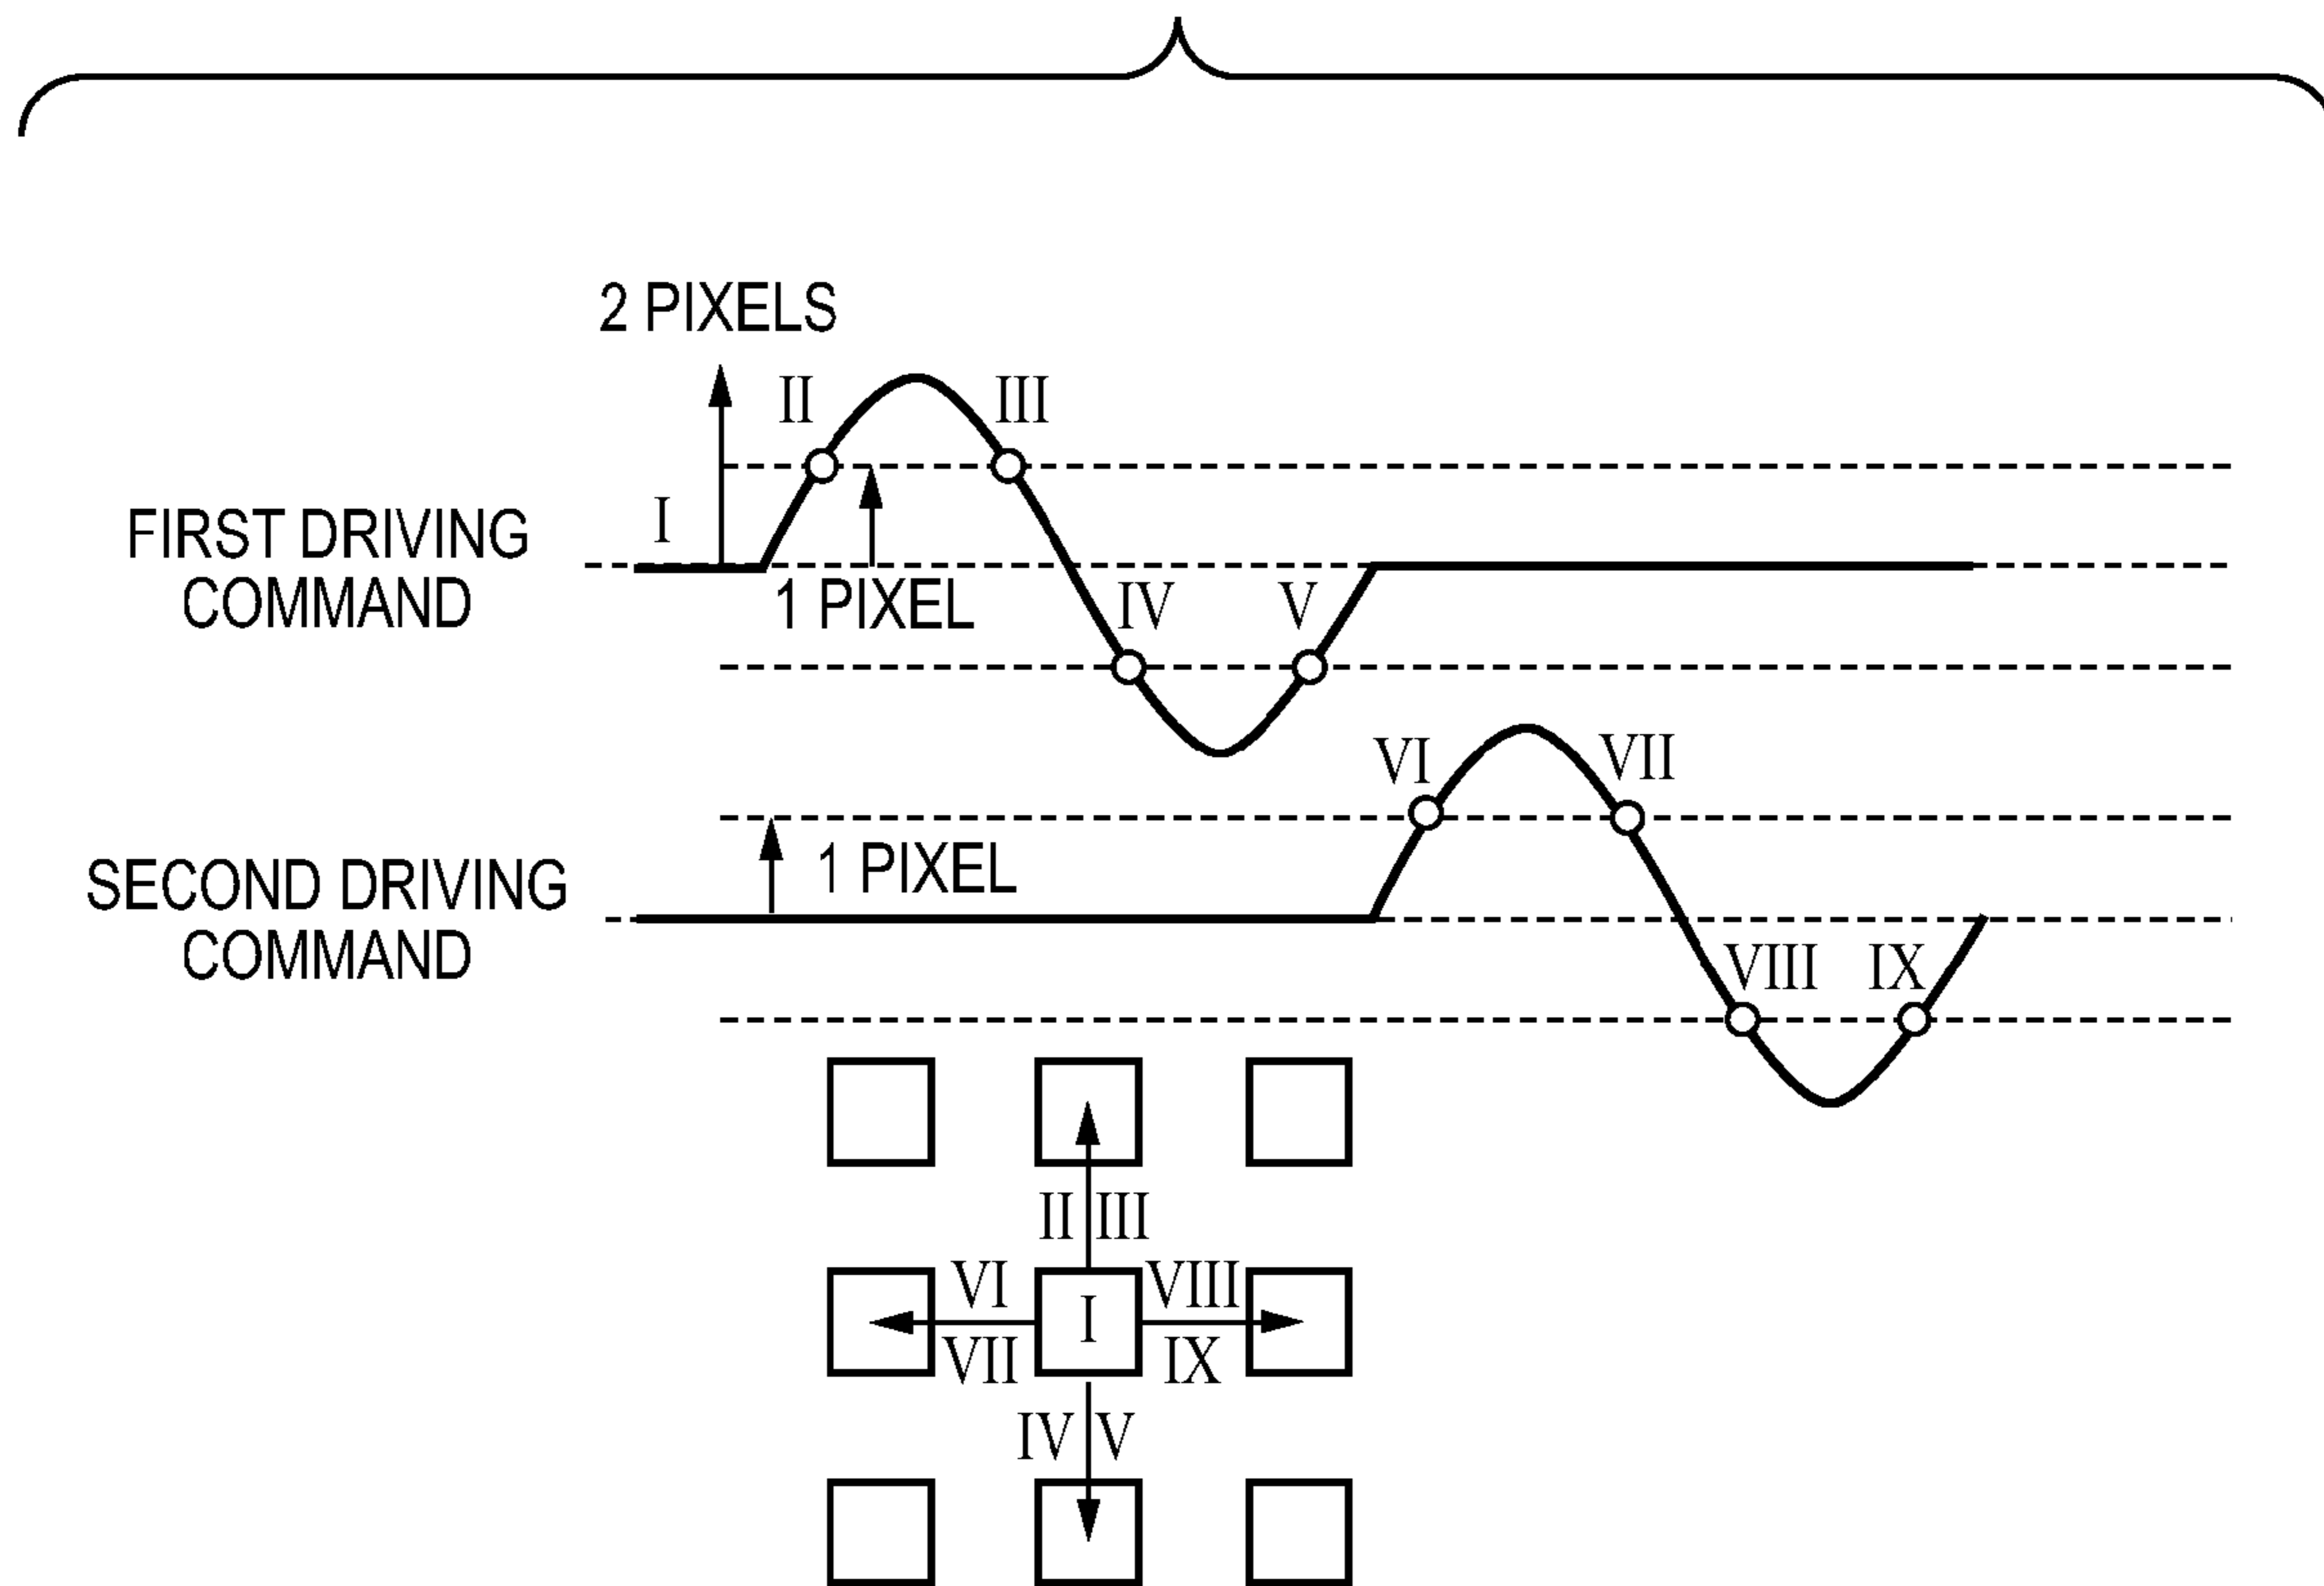 2 PIXELS
II
III
I
FIRST DRIVING
COMMAND
1 PIXEL
IV
V
VI
VII
1 PIXEL
SECOND DRIVING
COMMAND
VIII
IX
II III
VI
I
VIII
VII
IX
IV V